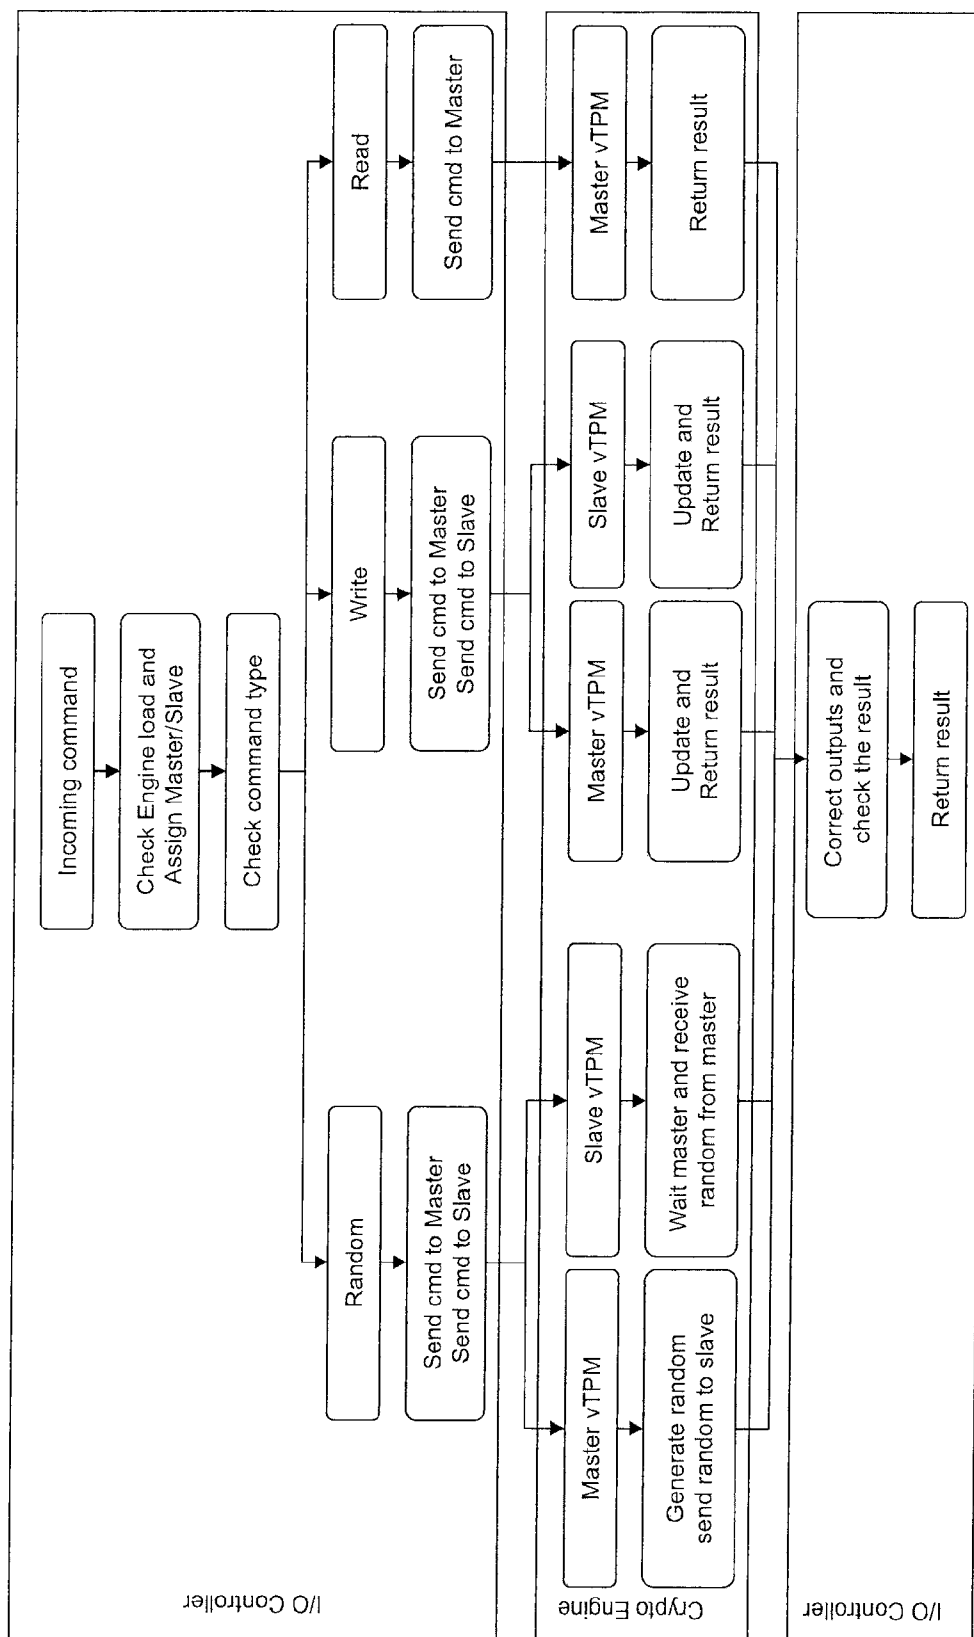 I/O Controller
Incoming command
Check Engine load and
Assign Master/Slave
Check command type
Random
Write
Read
Send cmd to Master
Send cmd to Slave
Send cmd to Master
Send cmd to Slave
Send cmd to Master
Crypto Engine
Master vTPM
Slave vTPM
Master vTPM
Slave vTPM
Master vTPM
Generate random
send random to slave
Wait master and receive
random from master
Update and
Return result
Update and
Return result
Return result
I/O Controller
Correct outputs and
check the result
Return result